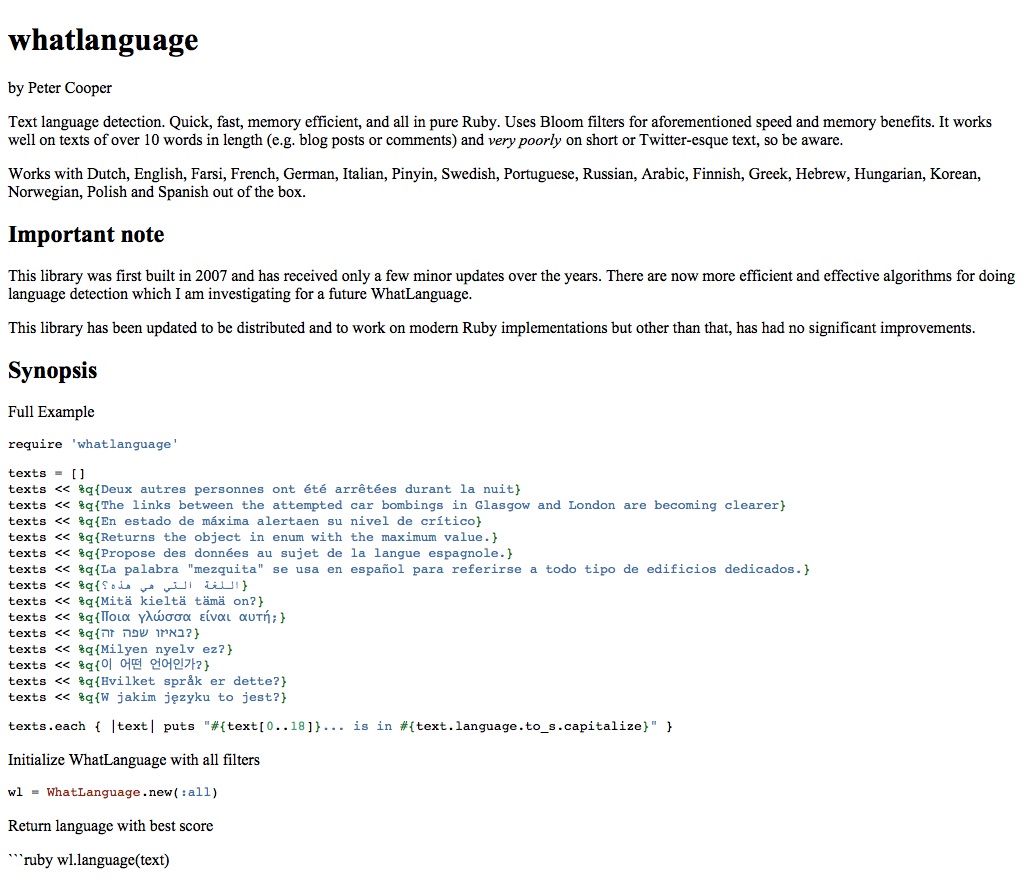 whatlanguage
by Peter Cooper
Text language detection. Quick, fast, memory efficient, and all in pure Ruby. Uses Bloom filters for aforementioned speed and memory benefits. It works
well on texts of over 10 words in length (e.g. blog posts or comments) and very poorly on short or Twitter-esque text, so be aware.
Works with Dutch, English, Farsi, French, German, Italian, Pinyin, Swedish, Portuguese, Russian, Arabic, Finnish, Greek, Hebrew, Hungarian, Korean,
Norwegian, Polish and Spanish out of the box.
Important note
This library was first built in 2007 and has received only a few minor updates over the years. There are now more efficient and effective algorithms for doing
language detection which I am investigating for a future WhatLanguage.
This library has been updated to be distributed and to work on modern Ruby implementations but other than that, has had no significant improvements.
Synopsis
Full Example
require 'whatlanguage'
texts = []
texts << %q{Deux autres personnes ont été arrêtées durant la nuit}
texts << %q{The links between the attempted car bombings in Glasgow and London are becoming clearer}
texts << %q{En estado de máxima alertaen su nivel de crítico}
texts << %q{Returns the object in enum with the maximum value.}
texts << %q{Propose des données au sujet de la langue espagnole.}
texts << %q{La palabra "mezquita" se usa en español para referirse a todo tipo de edificios dedicados.}
texts << %q{اللغة التي هي هذه؟}
texts << %q{Mitä kieltä tämä on?}
texts << %q{Ποια γλώσσα είναι αυτή;}
texts << %q{באיזו שפה זה?}
texts << %q{Milyen nyelv ez?}
texts << %q{이 어떤 언어인가?}
texts << %q{Hvilket språk er dette?}
texts << %q{W jakim języku to jest?}
texts.each { |text| puts "#{text[0..18]}... is in #{text.language.to_s.capitalize}" }
Initialize WhatLanguage with all filters
wl = WhatLanguage.new(:all)
Return language with best score
```ruby wl.language(text)